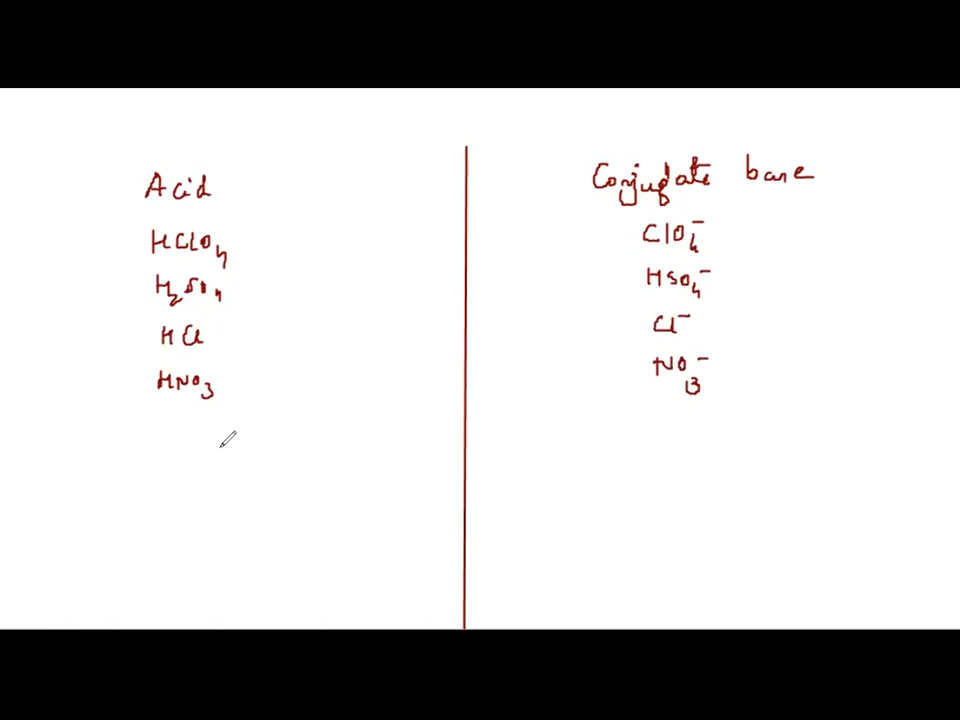 Acid
HClO4
H2SO4
HCl
HNO3
Conjugate base
ClO4-
HSO4-
Cl-
NO3-